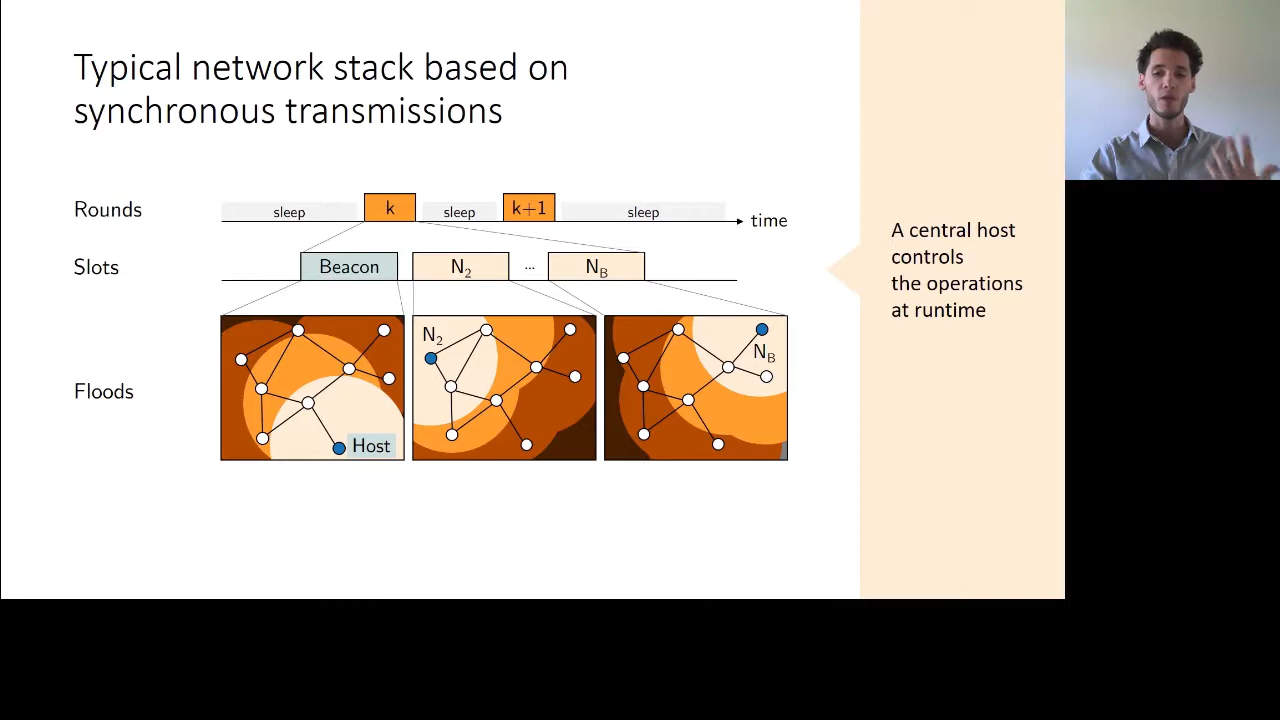 Typical network stack based on
synchronous transmissions
Rounds
sleep
k
sleep
k+1
sleep
time
Slots
Beacon
N2
...
NB
Floods
Host
N2
NB
A central host
controls
the operations
at runtime